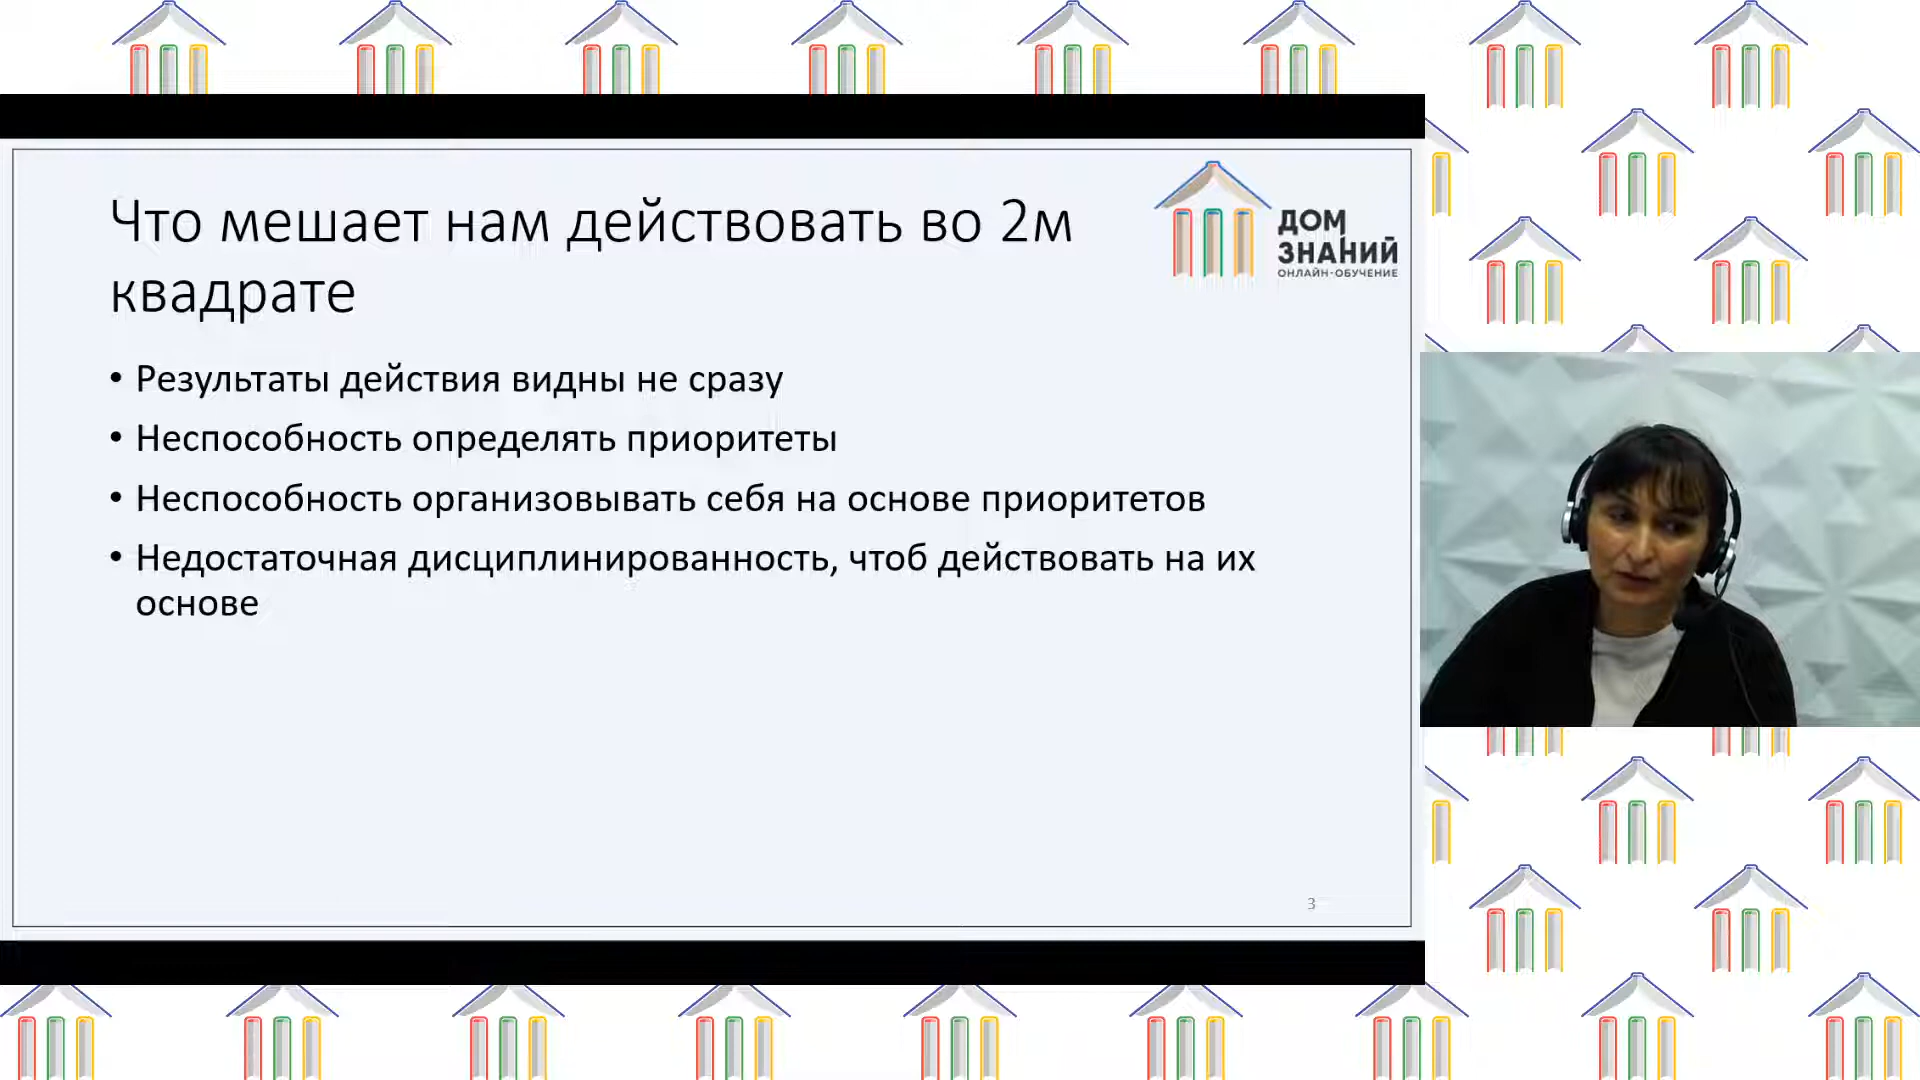 Что мешает нам действовать во 2м
квадрате
ДОМ
ЗНАНИЙ
ОНЛАЙН-ОБУЧЕНИЕ
• Результаты действия видны не сразу
• Неспособность определять приоритеты
• Неспособность организовывать себя на основе приоритетов
• Недостаточная дисциплинированность, чтоб действовать на их
основе
3